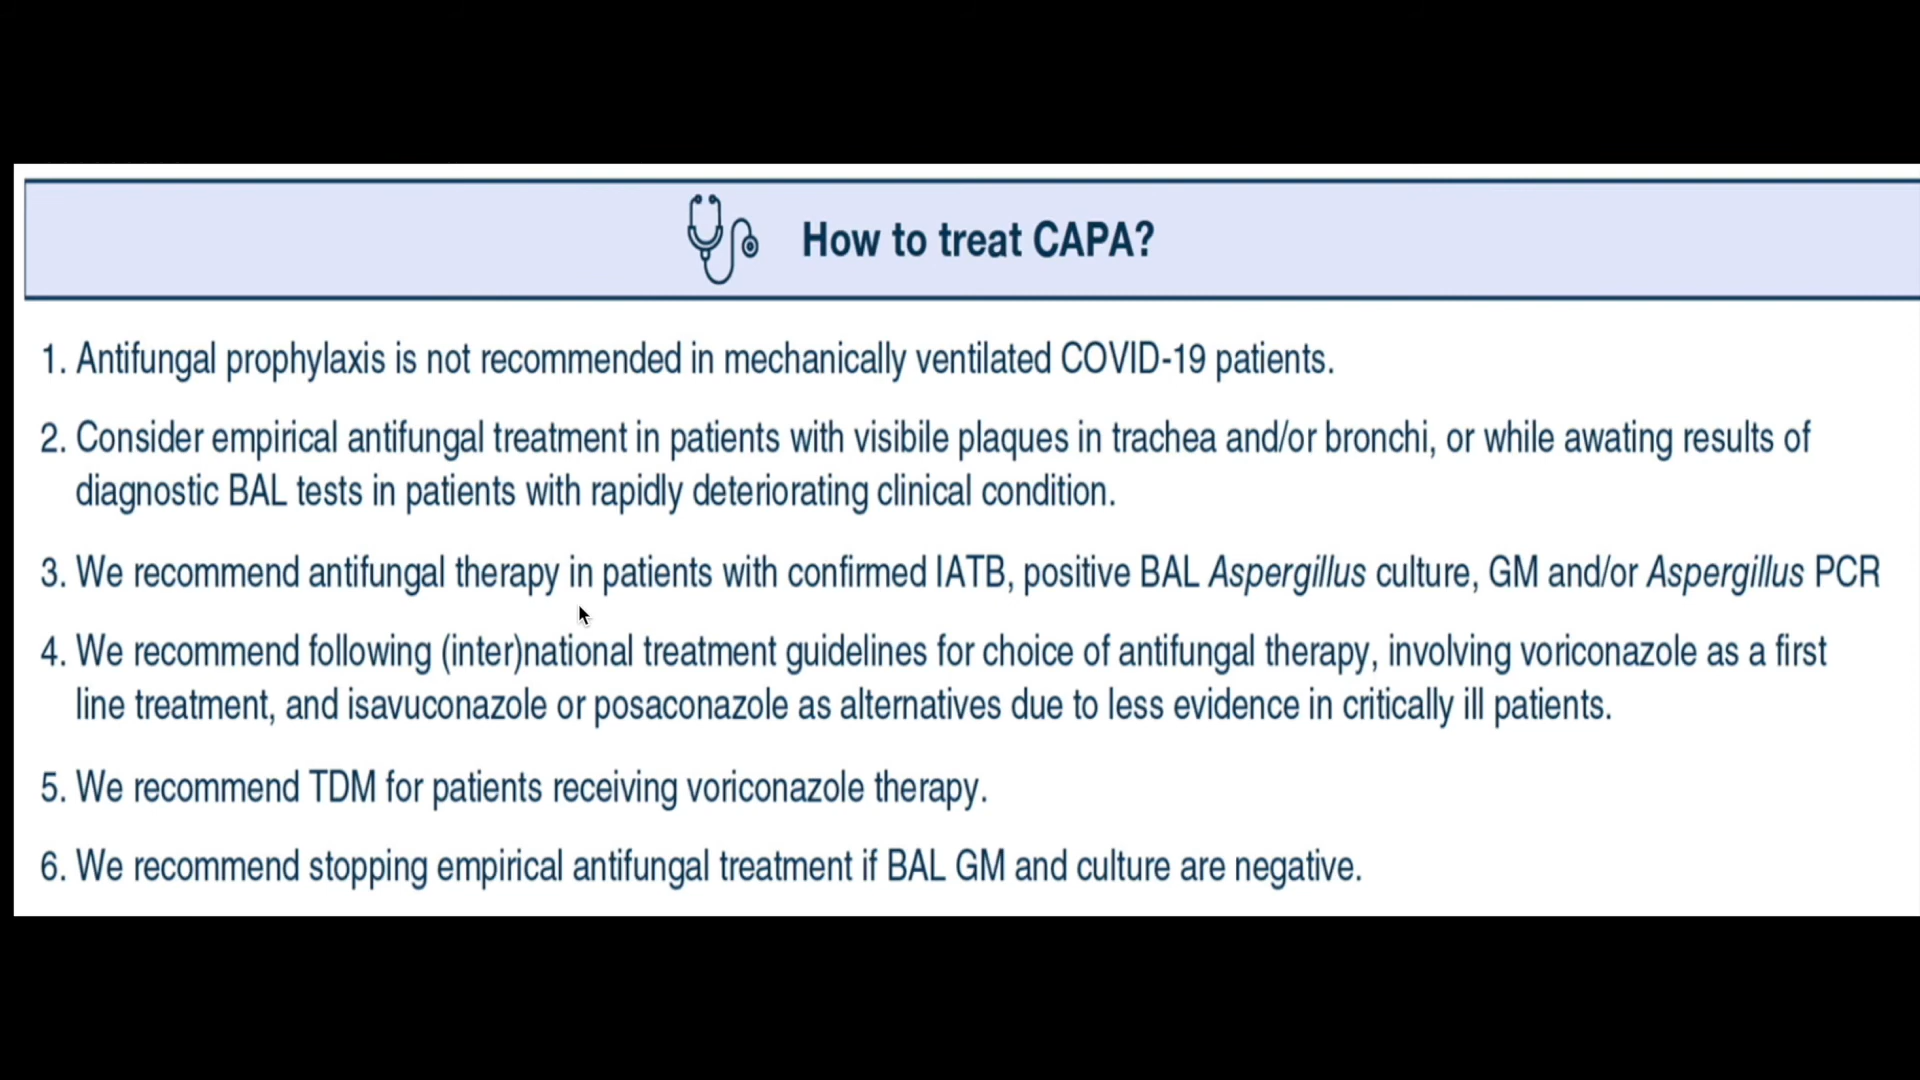 How to treat CAPA?
1. Antifungal prophylaxis is not recommended in mechanically ventilated COVID-19 patients.
2. Consider empirical antifungal treatment in patients with visibile plaques in trachea and/or bronchi, or while awating results of
diagnostic BAL tests in patients with rapidly deteriorating clinical condition.
3. We recommend antifungal therapy in patients with confirmed IATB, positive BAL Aspergillus culture, GM and/or Aspergillus PCR
4. We recommend following (inter)national treatment guidelines for choice of antifungal therapy, involving voriconazole as a first
line treatment, and isavuconazole or posaconazole as alternatives due to less evidence in critically ill patients.
5. We recommend TDM for patients receiving voriconazole therapy.
6. We recommend stopping empirical antifungal treatment if BAL GM and culture are negative.